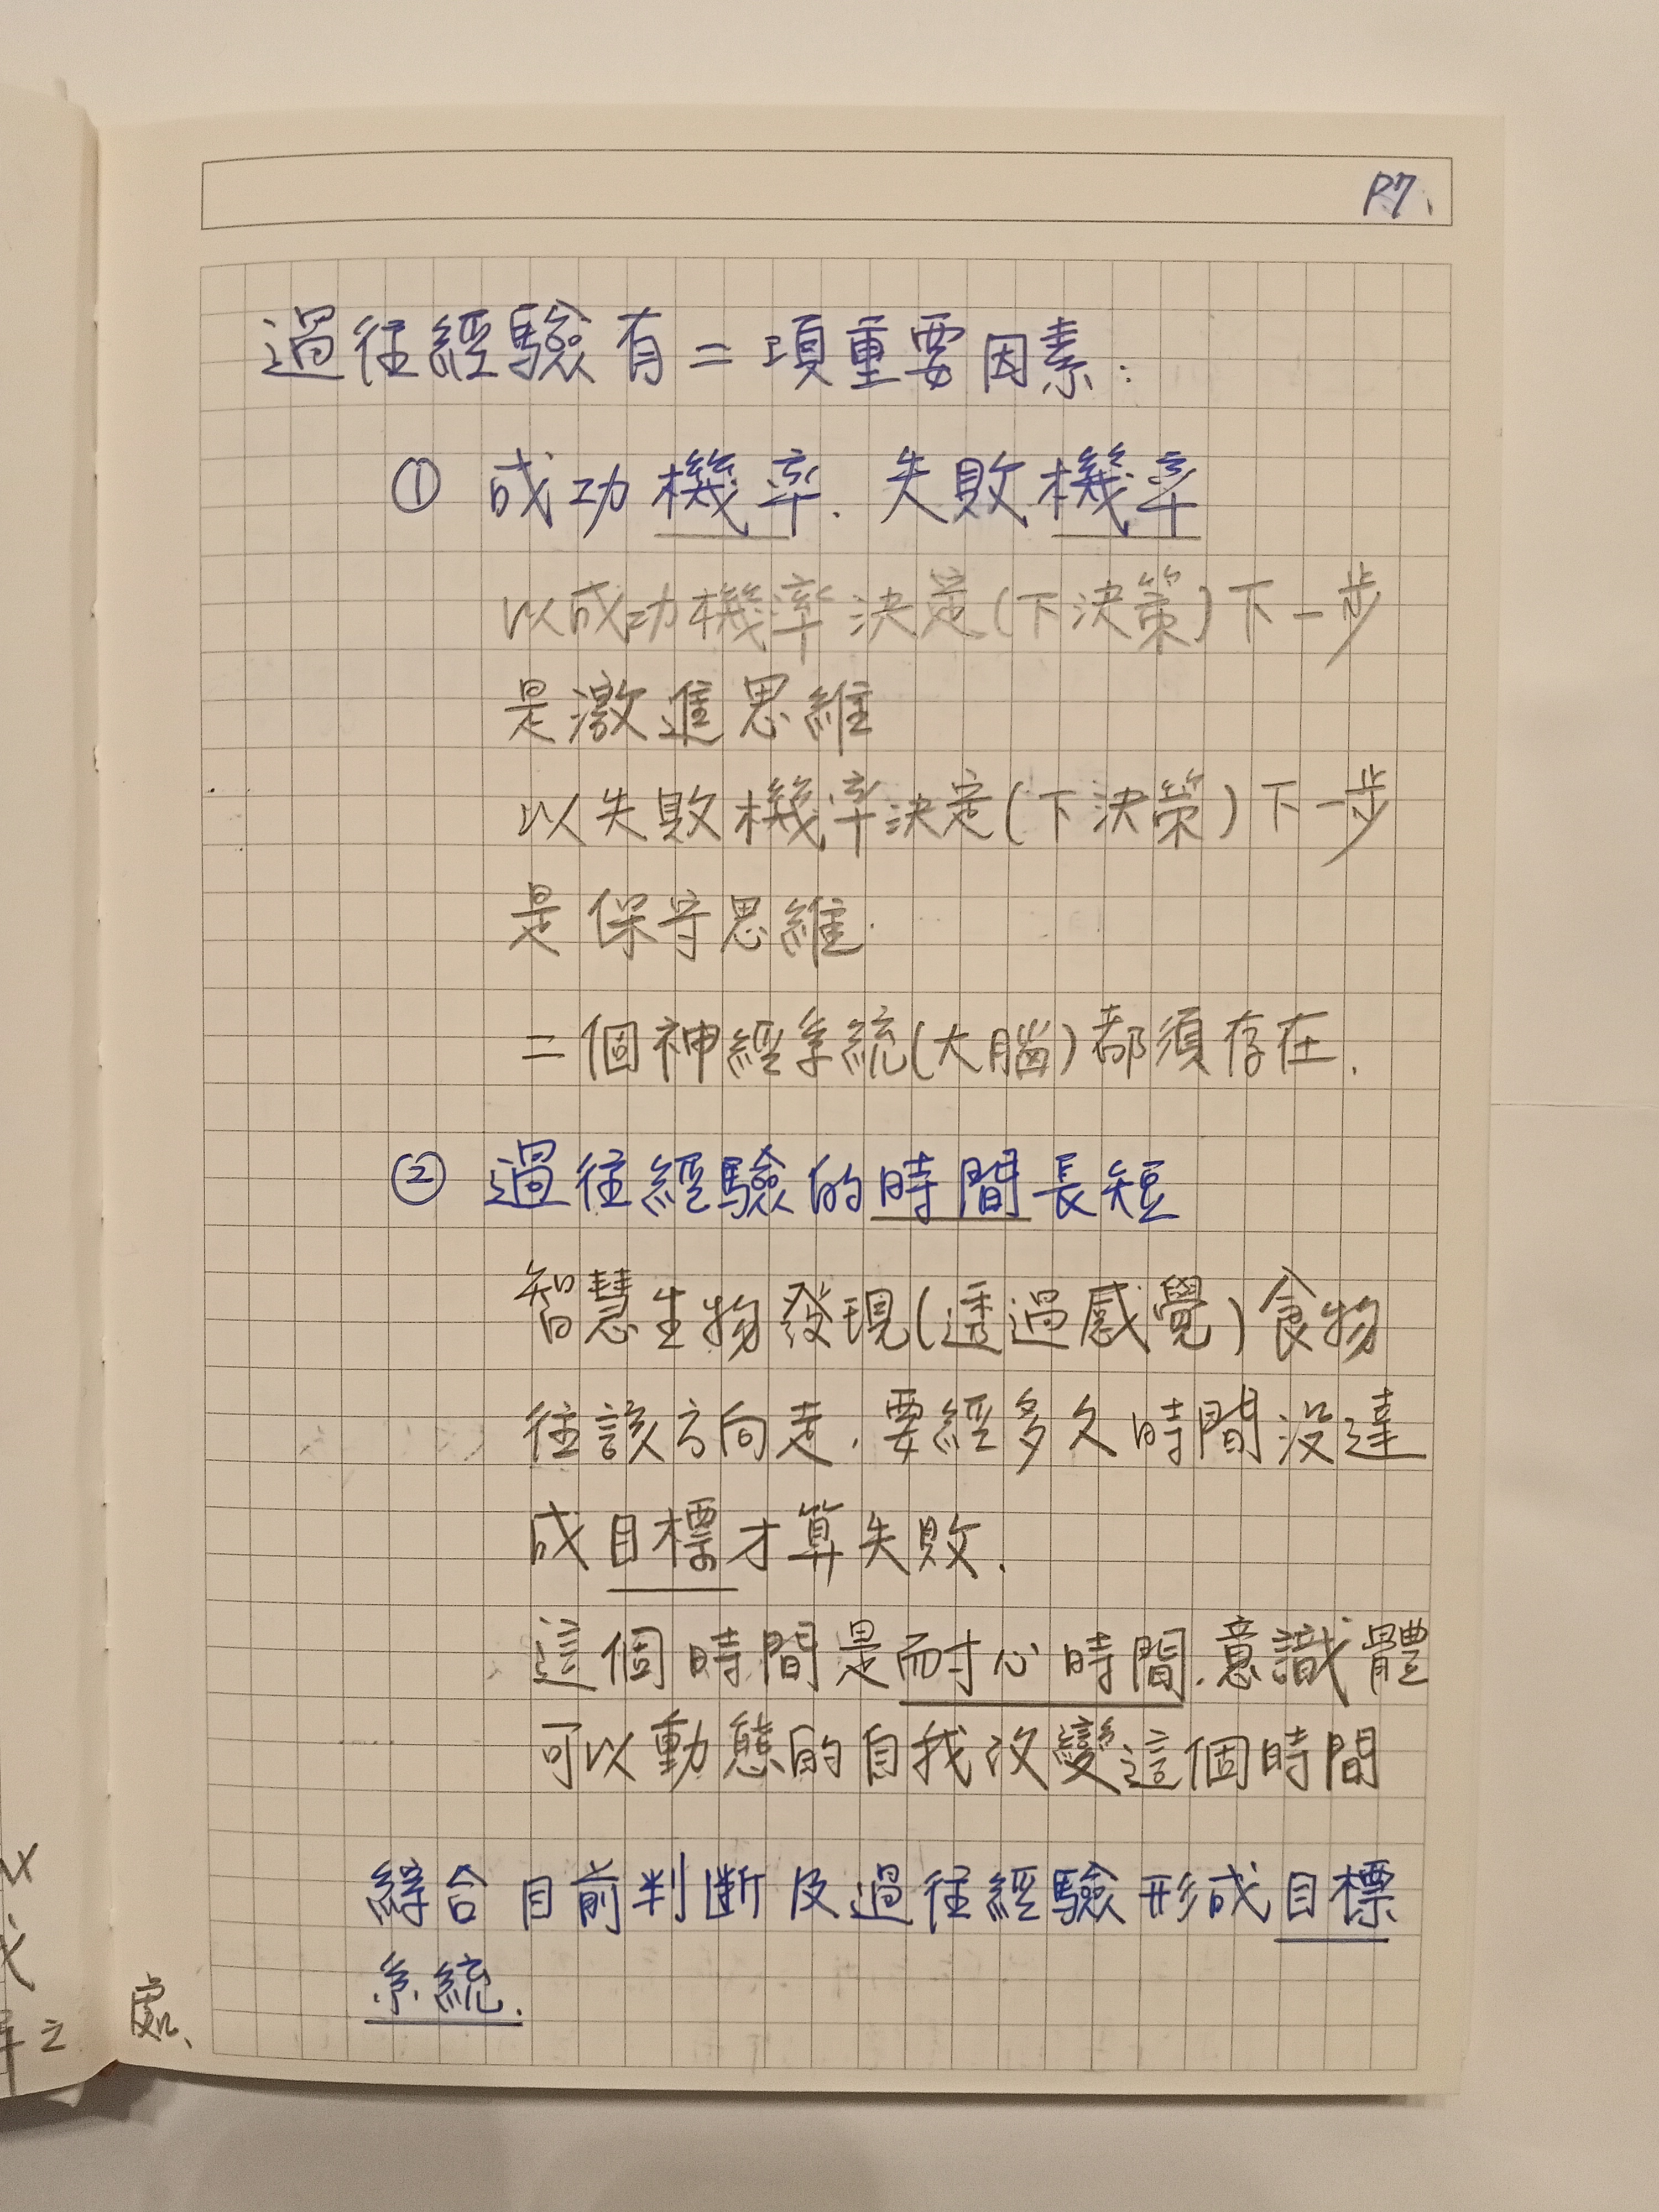 P7.
過往經驗有二項重要因素:
① 成功機率. 失敗機率
以成功機率決定(下決策)下一步
是激進思維
以失敗機率決定(下決策)下一步
是保守思維.
二個神經系統(大腦)都須存在.
② 過往經驗的時間長短
智慧生物發現(透過感覺)食物
往該方向走.要經多久時間沒達
成目標才算失敗.
這個時間是耐心時間.意識體
可以動態的自我改變這個時間
綜合目前判斷及過往經驗形成目標
系統.
之處、